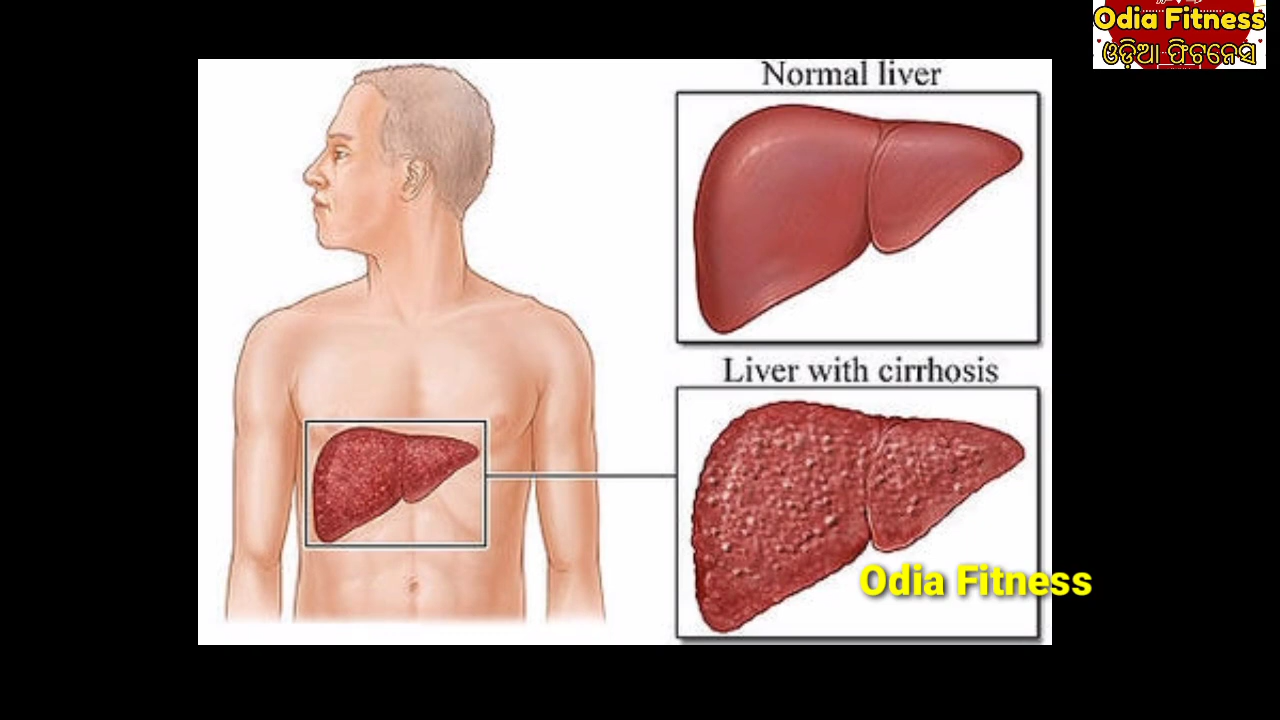 Odia Fitness
ଓଡ଼ିଆ ଫିଟନେସ
Normal liver
Liver with cirrhosis
Odia Fitness